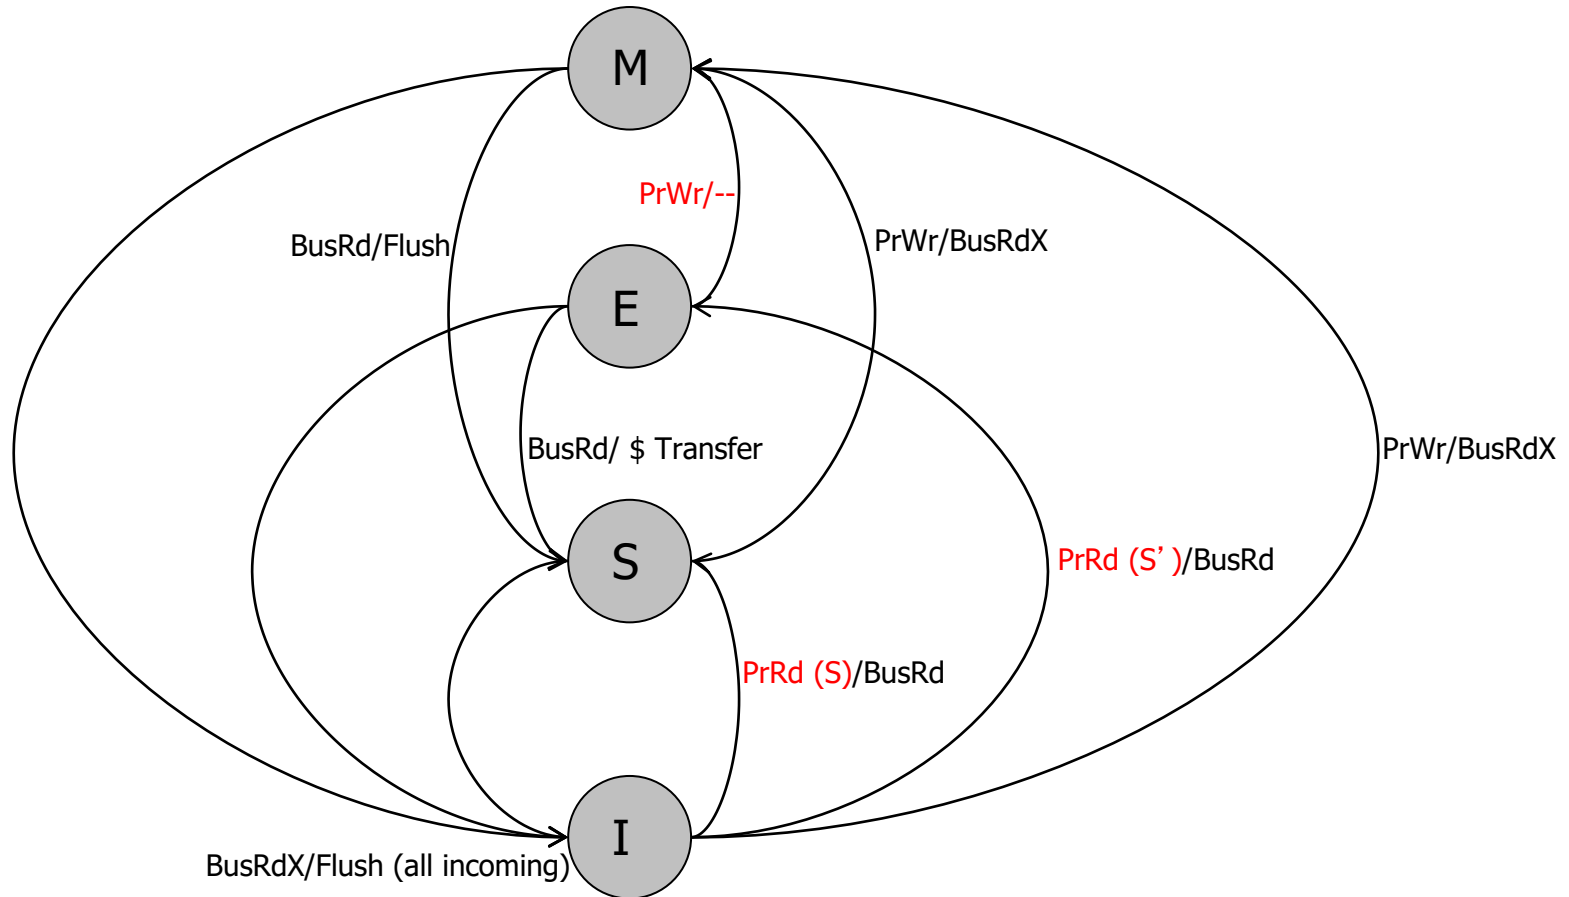 M
PrWr/--
BusRd/Flush
PrWr/BusRdX
E
BusRd/ $ Transfer
PrWr/BusRdX
S
PrRd (S’ )/BusRd
PrRd (S)/BusRd
I
BusRdX/Flush (all incoming)